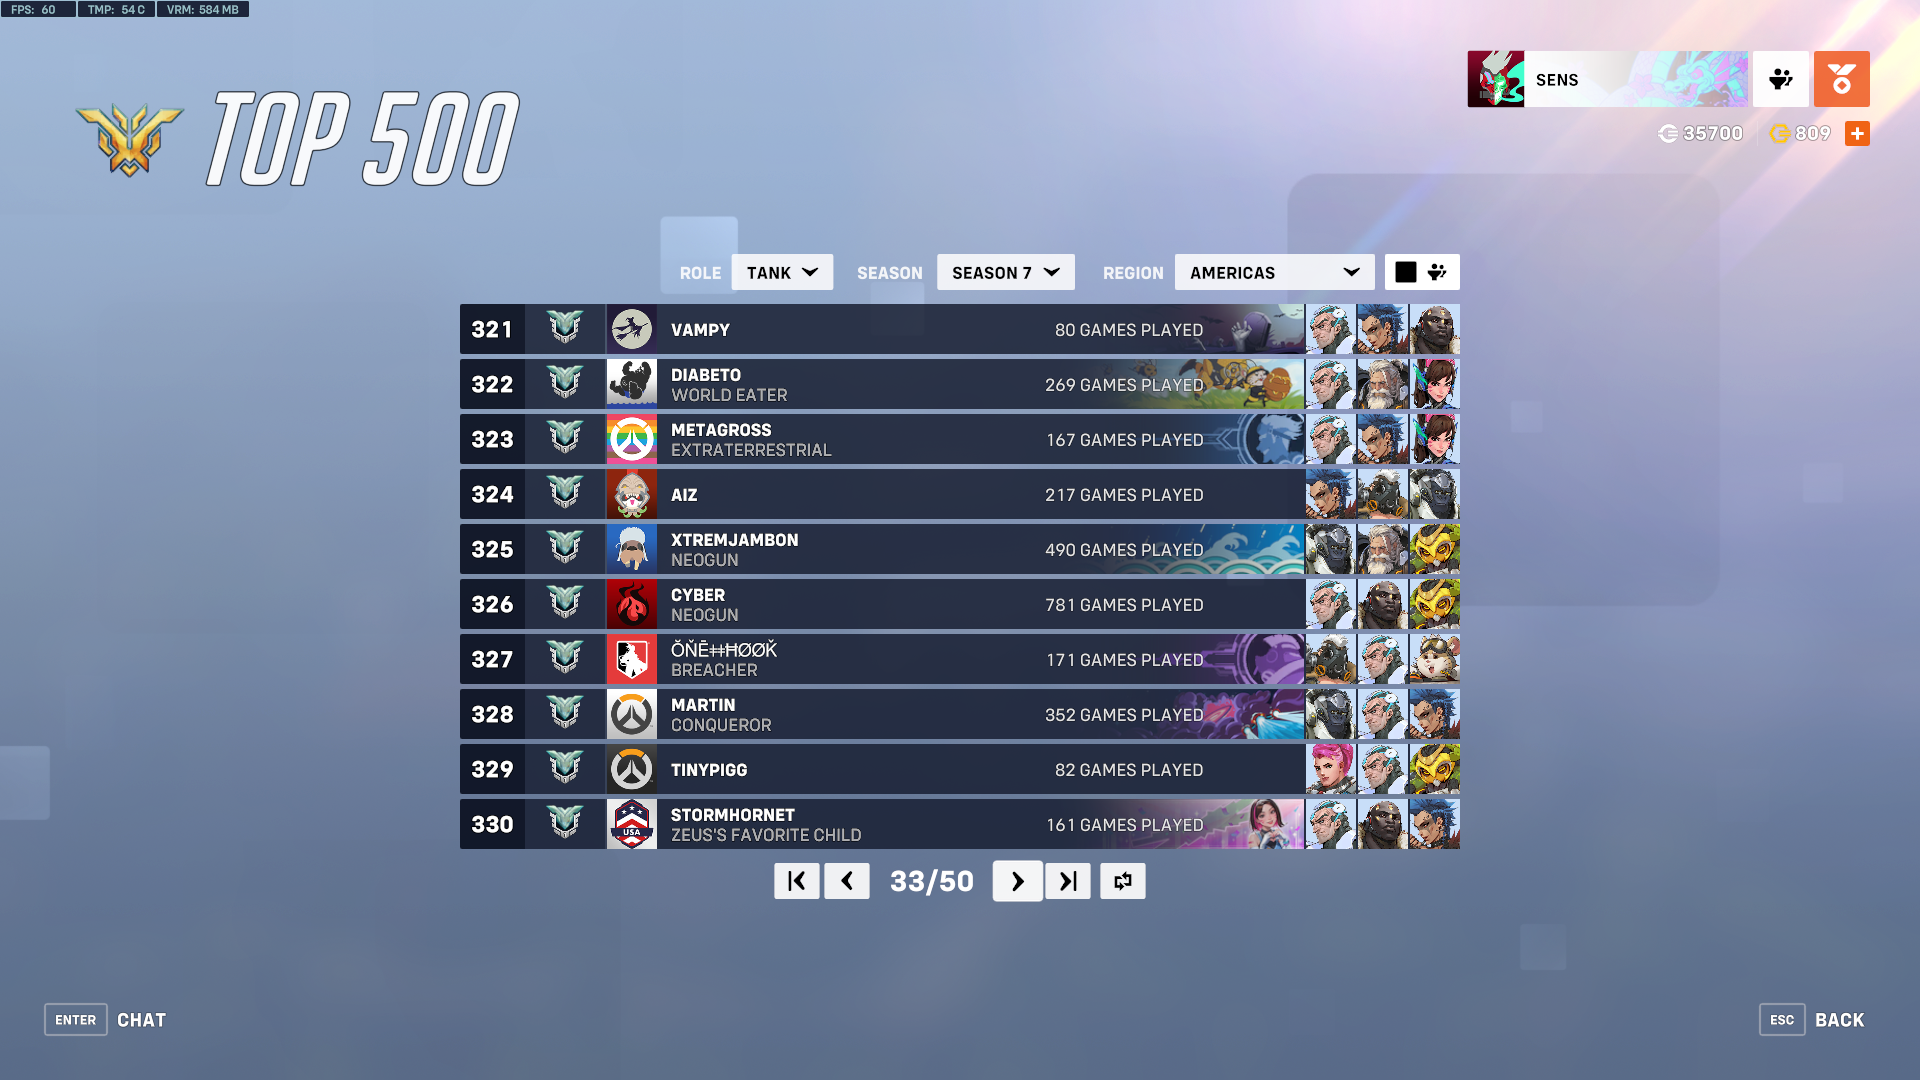 FPS: 60 TMP: 54 C VRM: 584 MB
TOP 500
SENS
35700 809
ROLE TANK SEASON SEASON 7 REGION AMERICAS
321 VAMPY 80 GAMES PLAYED
322 DIABETO 269 GAMES PLAYED
WORLD EATER
323 METAGROSS 167 GAMES PLAYED
EXTRATERRESTRIAL
324 AIZ 217 GAMES PLAYED
325 XTREMJAMBON 490 GAMES PLAYED
NEOGUN
326 CYBER 781 GAMES PLAYED
NEOGUN
327 ǑŇĒ⧺ĦØØǨ 171 GAMES PLAYED
BREACHER
328 MARTIN 352 GAMES PLAYED
CONQUEROR
329 TINYPIGG 82 GAMES PLAYED
330 USA STORMHORNET 161 GAMES PLAYED
ZEUS'S FAVORITE CHILD
33/50
ENTER CHAT
ESC BACK